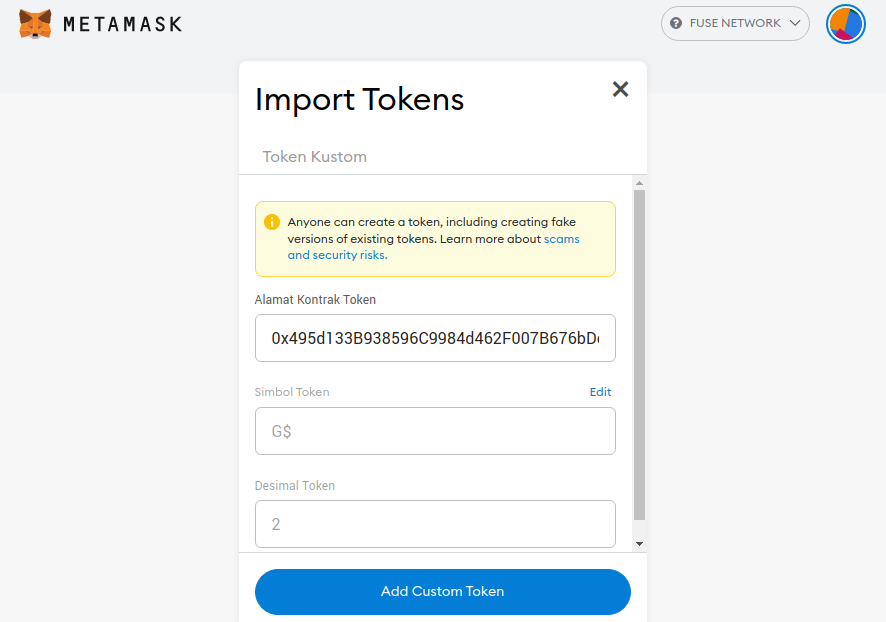 METAMASK
FUSE NETWORK
Import Tokens
Token Kustom
Anyone can create a token, including creating fake
versions of existing tokens. Learn more about scams
and security risks.
Alamat Kontrak Token
0x495d133B938596C9984d462F007B676bD
Simbol Token
Edit
G$
Desimal Token
2
Add Custom Token